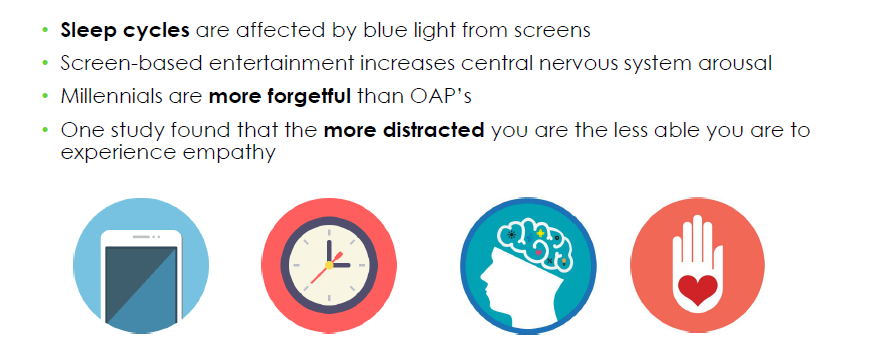 • Sleep cycles are affected by blue light from screens
• Screen-based entertainment increases central nervous system arousal
• Millennials are more forgetful than OAP’s
• One study found that the more distracted you are the less able you are to
experience empathy